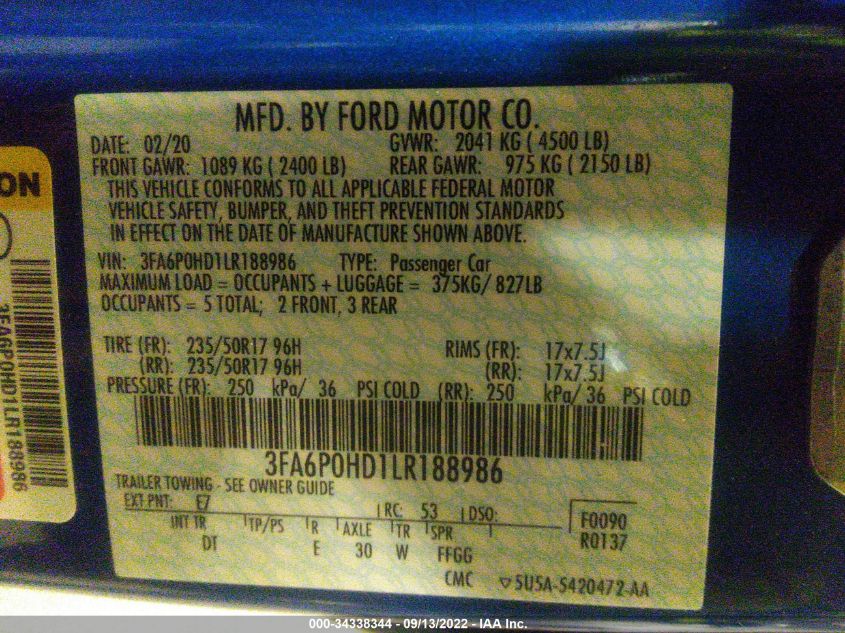 MFD. BY FORD MOTOR CO.
DATE: 02/20 GVWR: 2041 KG ( 4500 LB)
FRONT GAWR: 1089 KG ( 2400 LB) REAR GAWR: 975 KG ( 2150 LB)
THIS VEHICLE CONFORMS TO ALL APPLICABLE FEDERAL MOTOR
VEHICLE SAFETY, BUMPER, AND THEFT PREVENTION STANDARDS
IN EFFECT ON THE DATE OF MANUFACTURE SHOWN ABOVE.
VIN: 3FA6P0HD1LR188986 TYPE: Passenger Car
MAXIMUM LOAD = OCCUPANTS + LUGGAGE = 375KG/ 827LB
OCCUPANTS = 5 TOTAL; 2 FRONT, 3 REAR
TIRE (FR): 235/50R17 96H RIMS (FR): 17x7.5J
(RR): 235/50R17 96H (RR): 17x7.5J
PRESSURE (FR): 250 kPa/ 36 PSI COLD (RR): 250 kPa/ 36 PSI COLD
3FA6P0HD1LR188986
TRAILER TOWING - SEE OWNER GUIDE
EXT PNT: E7 RC: 53 DSO: F0090
INT TR TP/PS R AXLE TR SPR R0137
DT E 30 W FFGG
CMC ▽5U5A-5420472-AA
ON
3FA6P0HD1LR188986
000-34338344 - 09/13/2022 - IAA Inc.